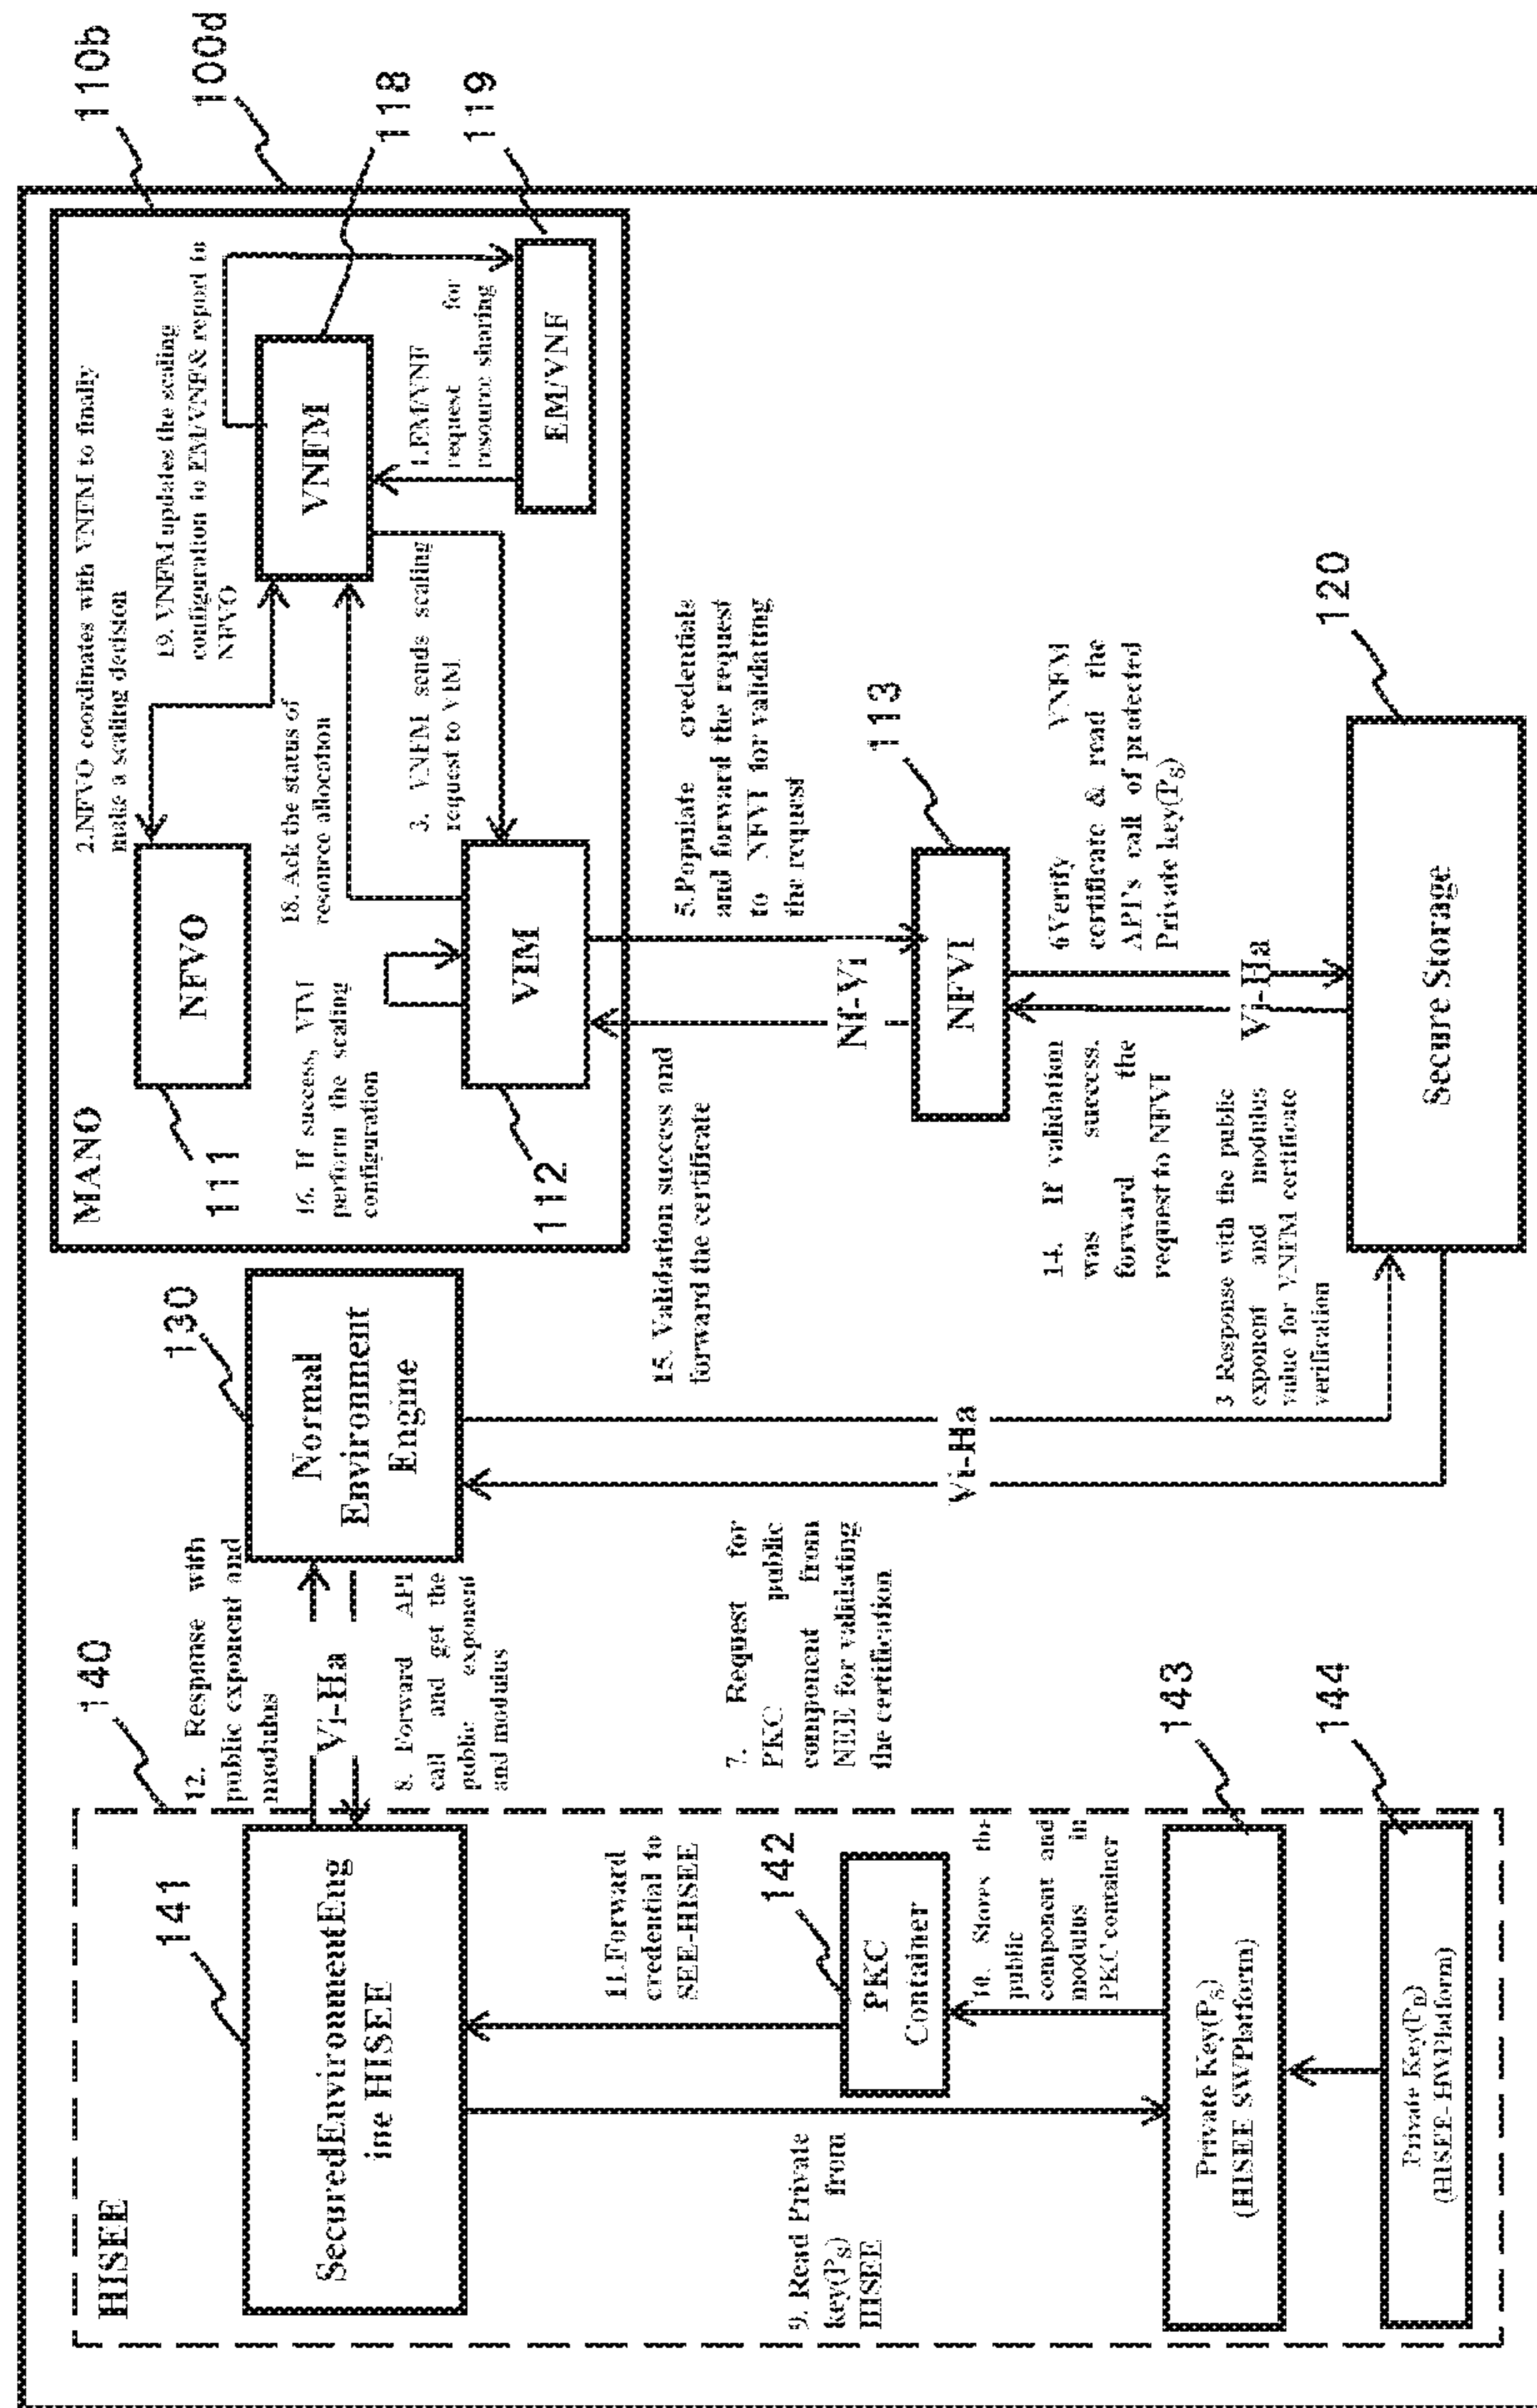 HISEE
140
141
SecuredEnvironmentEng
ine HISEE
9. Read Private
key(PS) from
HISEE
11.Forward
credential to
SEE-HISEE
142
PKC
Container
10. Stores the
public
component and
modulus in
PKC container
143
Private Key(PS)
(HISEE SWPlatform)
144
Private Key(PD)
(HISEE-HWPlatform)
12. Response with
public exponent and
modulus
Vi-Ha
8. Forward API
call and get the
public exponent
and modulus
130
Normal
Environment
Engine
7. Request for
PKC public
component from
NEE for validating
the certification
Vi-Ha
MANO
110b
100d
NFVO
111
2.NFVO coordinates with VNFM to finally
make a scaling decision
19. VNFM updates the scaling
configuration to EM/VNF& report to
NFVO
VNFM
118
1.EM/VNF
request for
resource sharing
EM/VNF
119
16. If success, VIM
perform the scaling
configuration
18. Ack the status of
resource allocation
3. VNFM sends scaling
request to VIM.
VIM
112
15. Validation success and
forward the certificate
Nf-Vi
5.Populate credentials
and forward the request
to NFVI for validating
the request
NFVI
113
14. If validation
was success.
forward the
request to NFVI
6Verify VNFM
certificate & read the
API's call of protected
Private key(PS)
Vi-Ha
3 Response with the public
exponent and modulus
value for VNFM certificate
verification
Secure Storage
120